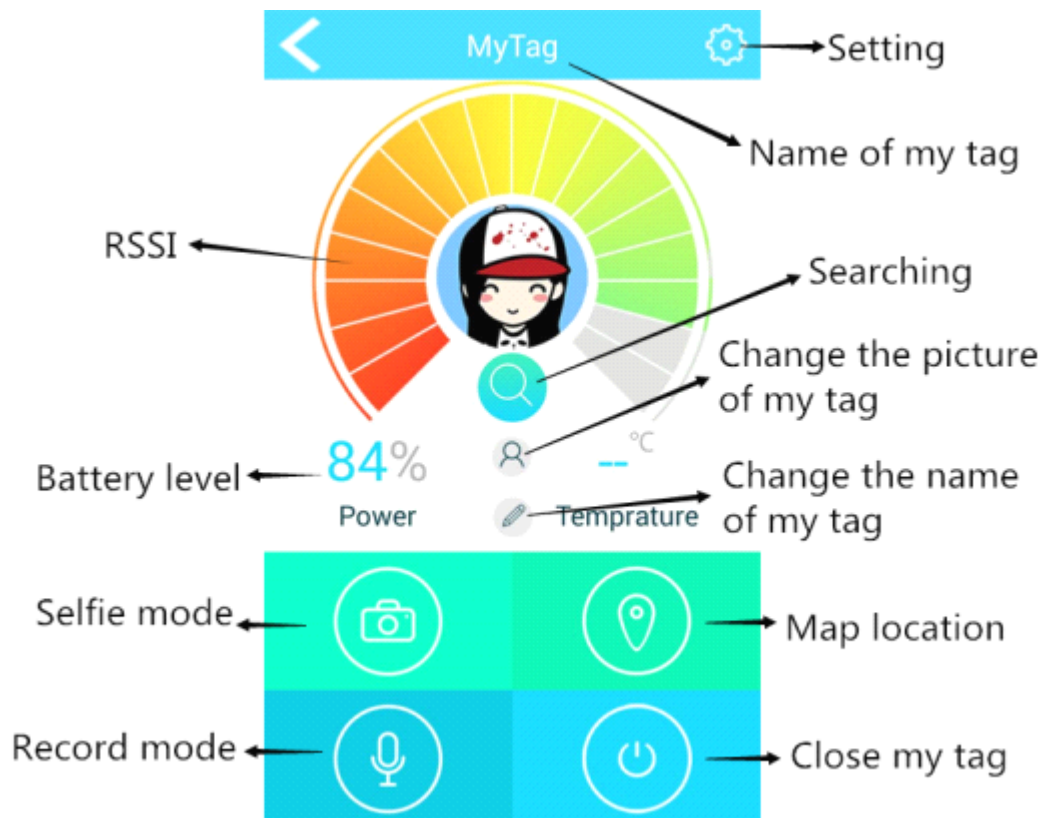 MyTag
Setting
Name of my tag
RSSI
Searching
Change the picture
of my tag
84%
°C
--
Battery level
Change the name
of my tag
Power
Temprature
Selfie mode
Map location
Record mode
Close my tag